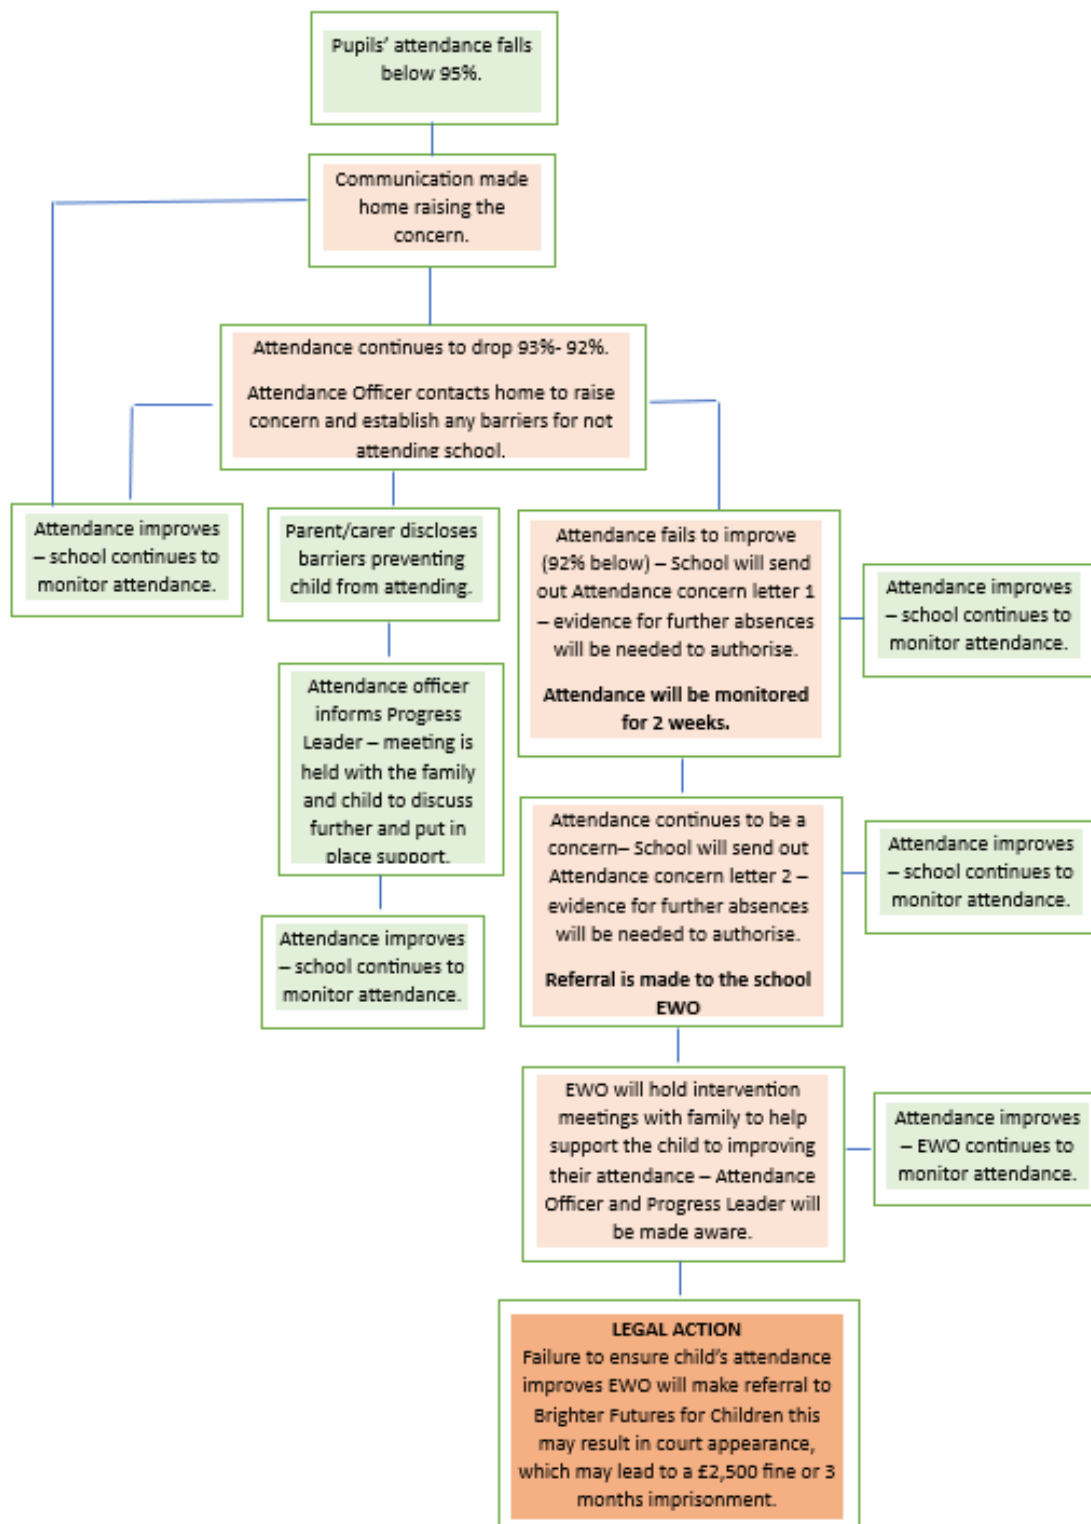 Pupils’ attendance falls
below 95%.
Communication made
home raising the
concern.
Attendance continues to drop 93%- 92%.
Attendance Officer contacts home to raise
concern and establish any barriers for not
attending school.
Attendance improves
– school continues to
monitor attendance.
Parent/carer discloses
barriers preventing
child from attending.
Attendance fails to improve
(92% below) – School will send
out Attendance concern letter 1
– evidence for further absences
will be needed to authorise.
Attendance will be monitored
for 2 weeks.
Attendance improves
– school continues to
monitor attendance.
Attendance officer
informs Progress
Leader – meeting is
held with the family
and child to discuss
further and put in
place support.
Attendance continues to be a
concern– School will send out
Attendance concern letter 2 –
evidence for further absences
will be needed to authorise.
Referral is made to the school
EWO
Attendance improves
– school continues to
monitor attendance.
Attendance improves
– school continues to
monitor attendance.
EWO will hold intervention
meetings with family to help
support the child to improving
their attendance – Attendance
Officer and Progress Leader will
be made aware.
Attendance improves
– EWO continues to
monitor attendance.
LEGAL ACTION
Failure to ensure child’s attendance
improves EWO will make referral to
Brighter Futures for Children this
may result in court appearance,
which may lead to a £2,500 fine or 3
months imprisonment.